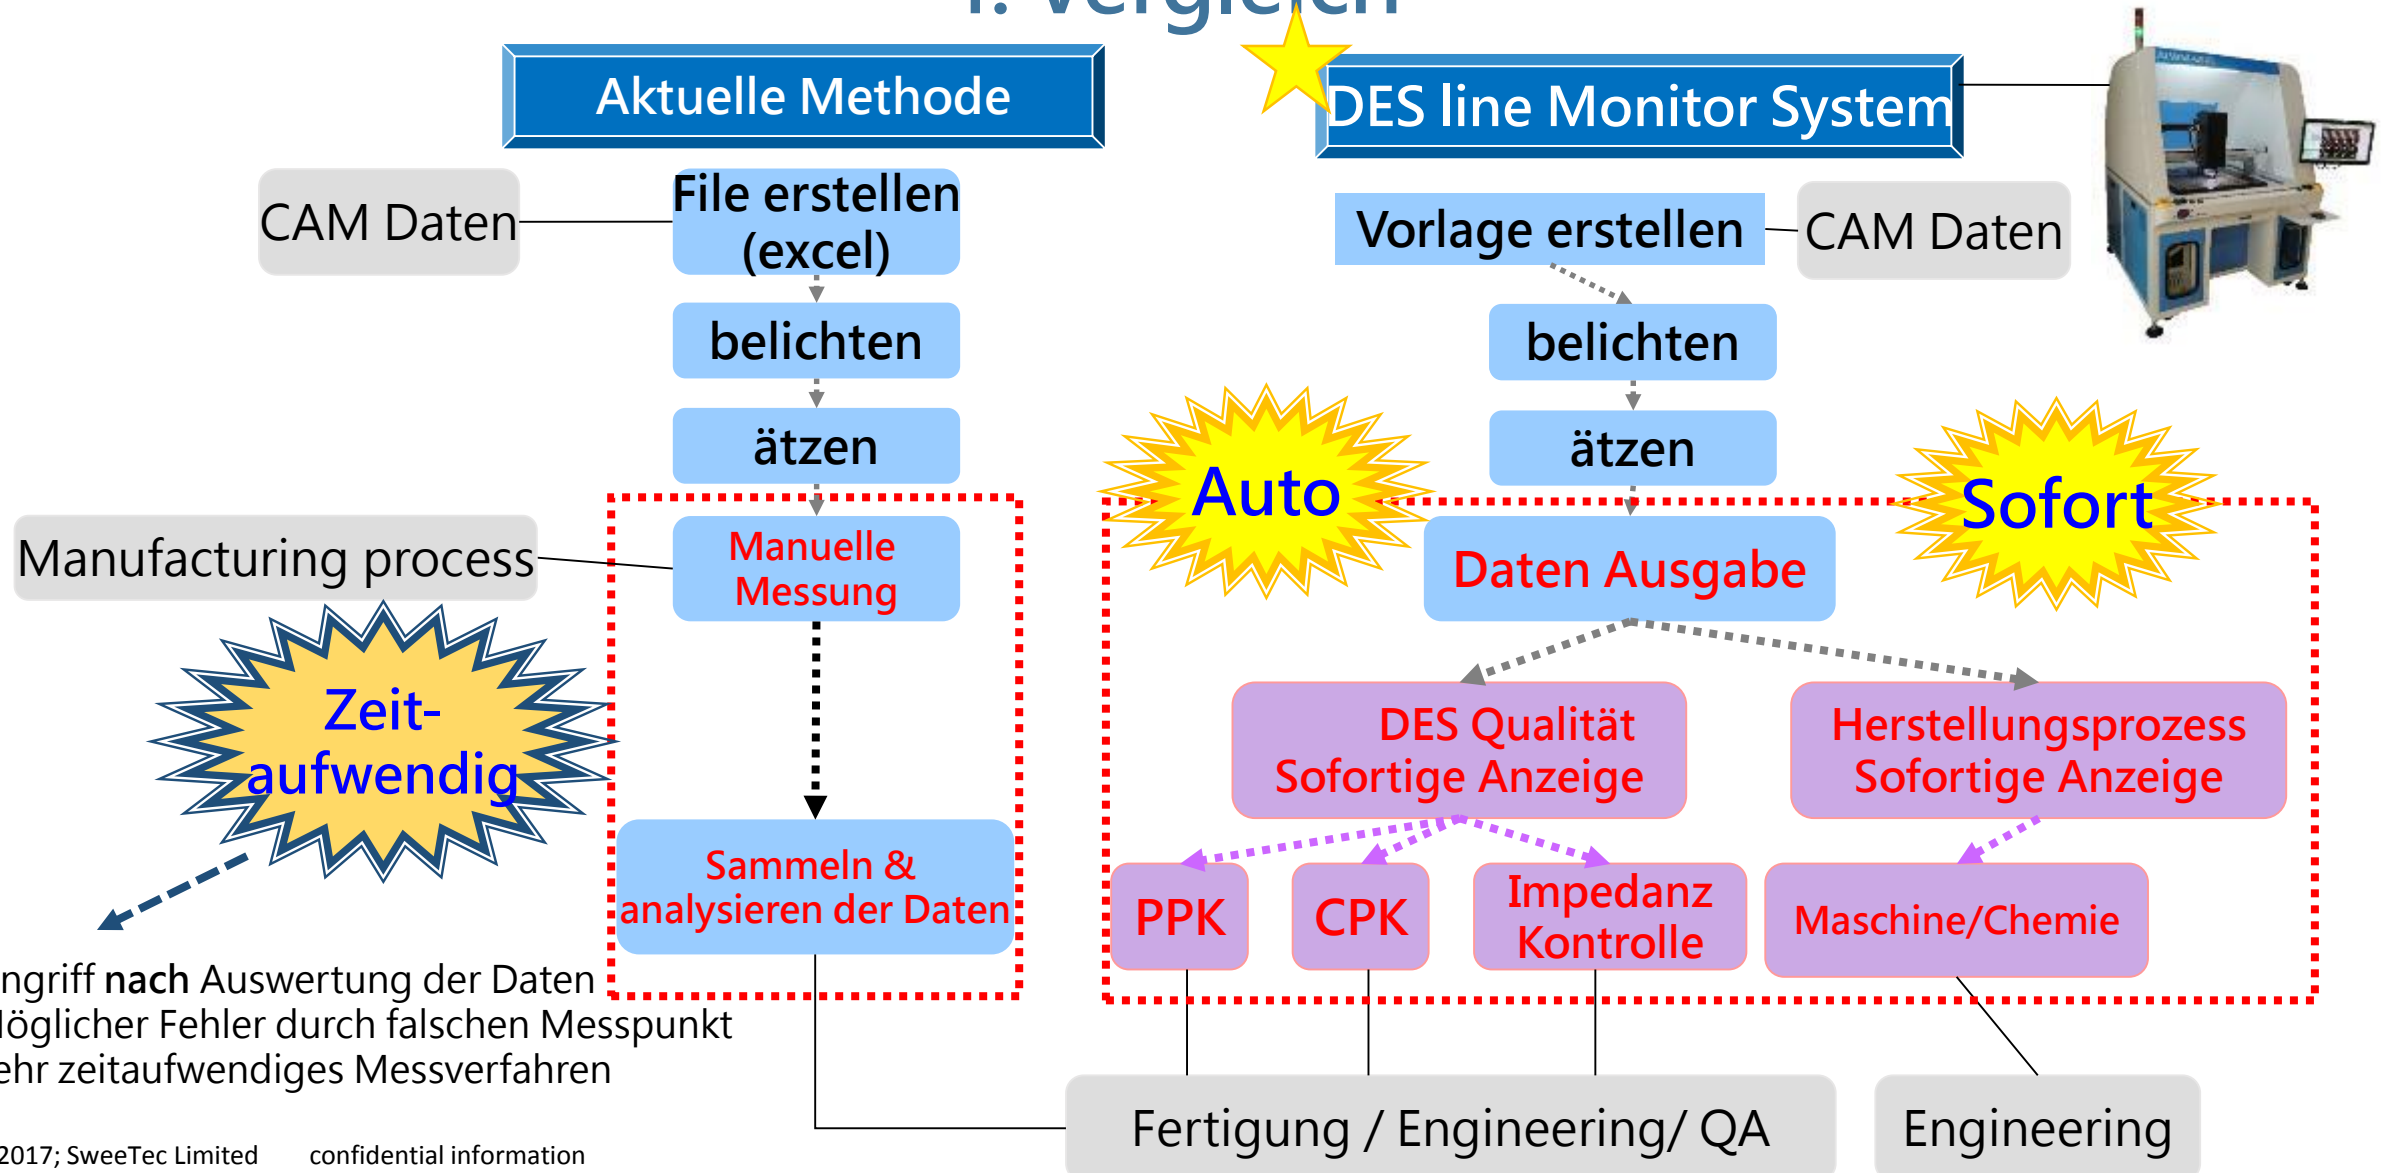 Vergleich
Aktuelle Methode
DES line Monitor System
CAM Daten
File erstellen
(excel)
belichten
ätzen
Manufacturing process
Manuelle
Messung
Zeit-
aufwendig
Sammeln &
analysieren der Daten
ngriff nach Auswertung der Daten
öglicher Fehler durch falschen Messpunkt
ehr zeitaufwendiges Messverfahren
Vorlage erstellen
CAM Daten
belichten
ätzen
Auto
Sofort
Daten Ausgabe
DES Qualität
Sofortige Anzeige
Herstellungsprozess
Sofortige Anzeige
PPK
CPK
Impedanz
Kontrolle
Maschine/Chemie
Fertigung / Engineering/ QA
Engineering
2017; SweeTec Limited confidential information